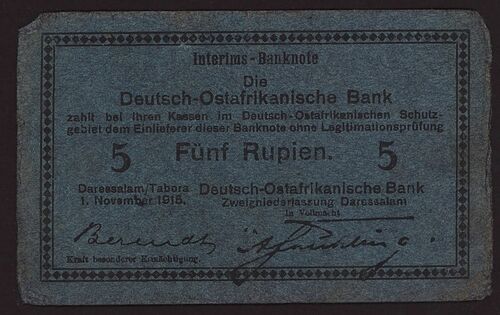 Interims-Banknote
Die
Deutsch-Ostafrikanische Bank
zahlt bei ihren Kassen im Deutsch-Ostafrikanischen Schutz-
gebiet dem Einlieferer dieser Banknote ohne Legitimationsprüfung
5 Fünf Rupien. 5
Daressalam/Tabora
1. November 1915.
Deutsch-Ostafrikanische Bank
Zweigniederlassung Daressalam
In Vollmacht
Berendt
Kraft besonderer Ermächtigung.